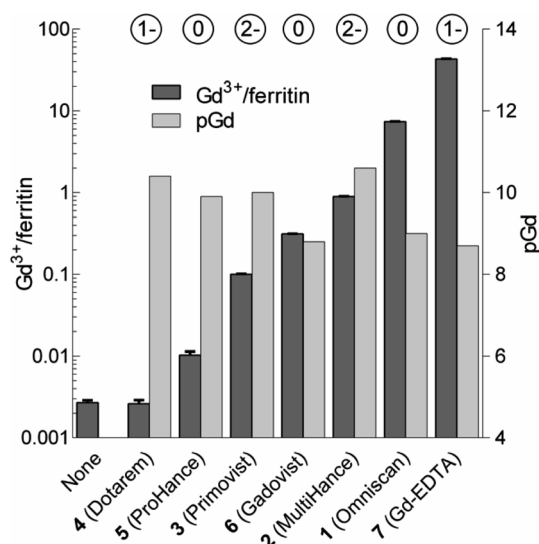 100
10
1
0.1
0.01
0.001
Gd³⁺/ferritin
1-
0
2-
0
2-
0
1-
Gd³⁺/ferritin
pGd
14
12
10
8
6
4
pGd
None
4 (Dotarem)
5 (ProHance)
3 (Primovist)
6 (Gadovist)
2 (MultiHance)
1 (Omniscan)
7 (Gd-EDTA)